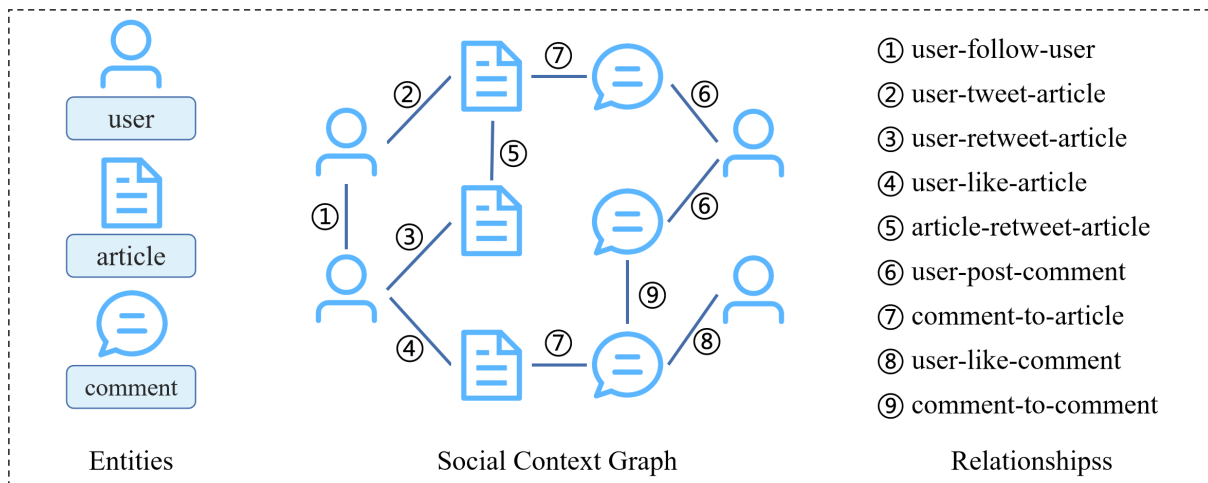 user
article
comment
Entities
⑦
②
⑥
⑤
①
③
⑥
⑨
④
⑦
⑧
Social Context Graph
① user-follow-user
② user-tweet-article
③ user-retweet-article
④ user-like-article
⑤ article-retweet-article
⑥ user-post-comment
⑦ comment-to-article
⑧ user-like-comment
⑨ comment-to-comment
Relationshipss